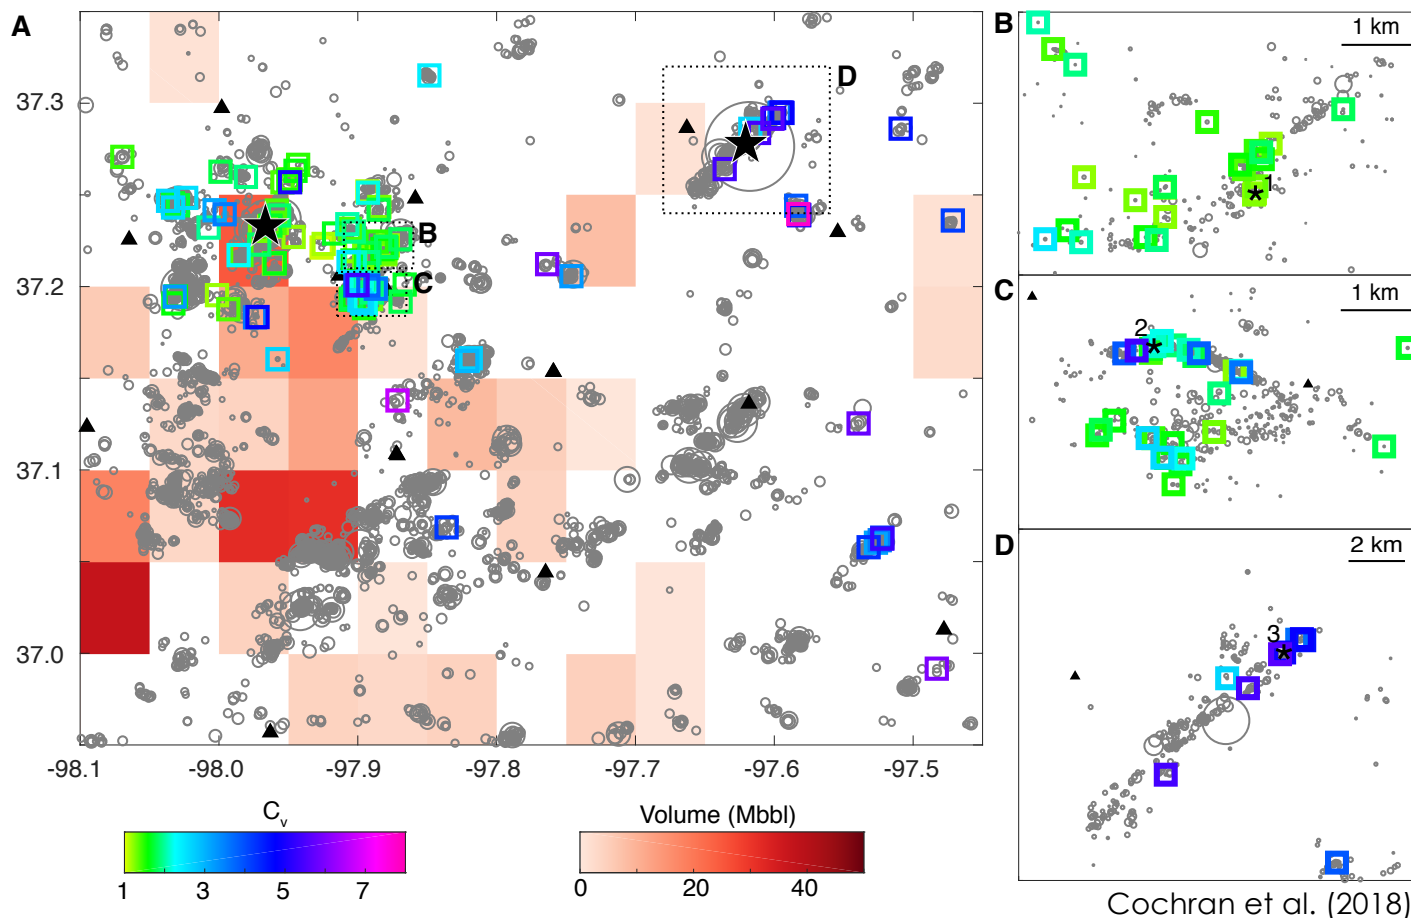 A
37.3
37.2
37.1
37.0
-98.1 -98.0 -97.9 -97.8 -97.7 -97.6 -97.5
D
B
C
Cv
1 3 5 7
Volume (Mbbl)
0 20 40
B
1 km
1
C
1 km
2
D
2 km
3
Cochran et al. (2018)